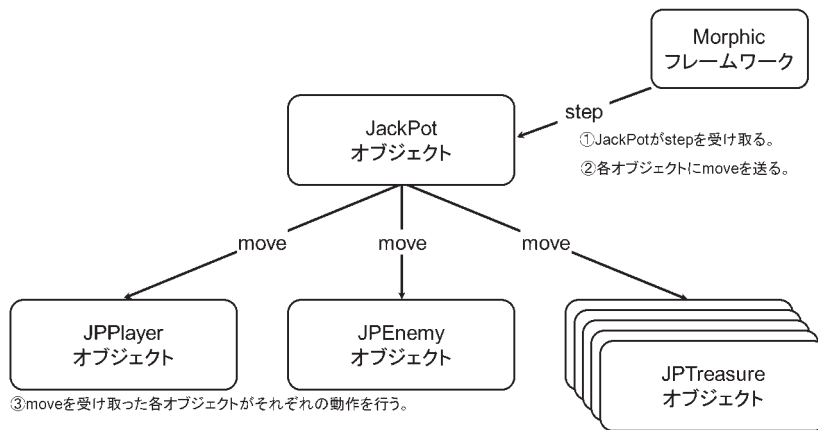 Morphic
フレームワーク
step
JackPot
オブジェクト
①JackPotがstepを受け取る。
②各オブジェクトにmoveを送る。
move
move
move
JPPlayer
オブジェクト
JPEnemy
オブジェクト
JPTreasure
オブジェクト
③moveを受け取った各オブジェクトがそれぞれの動作を行う。